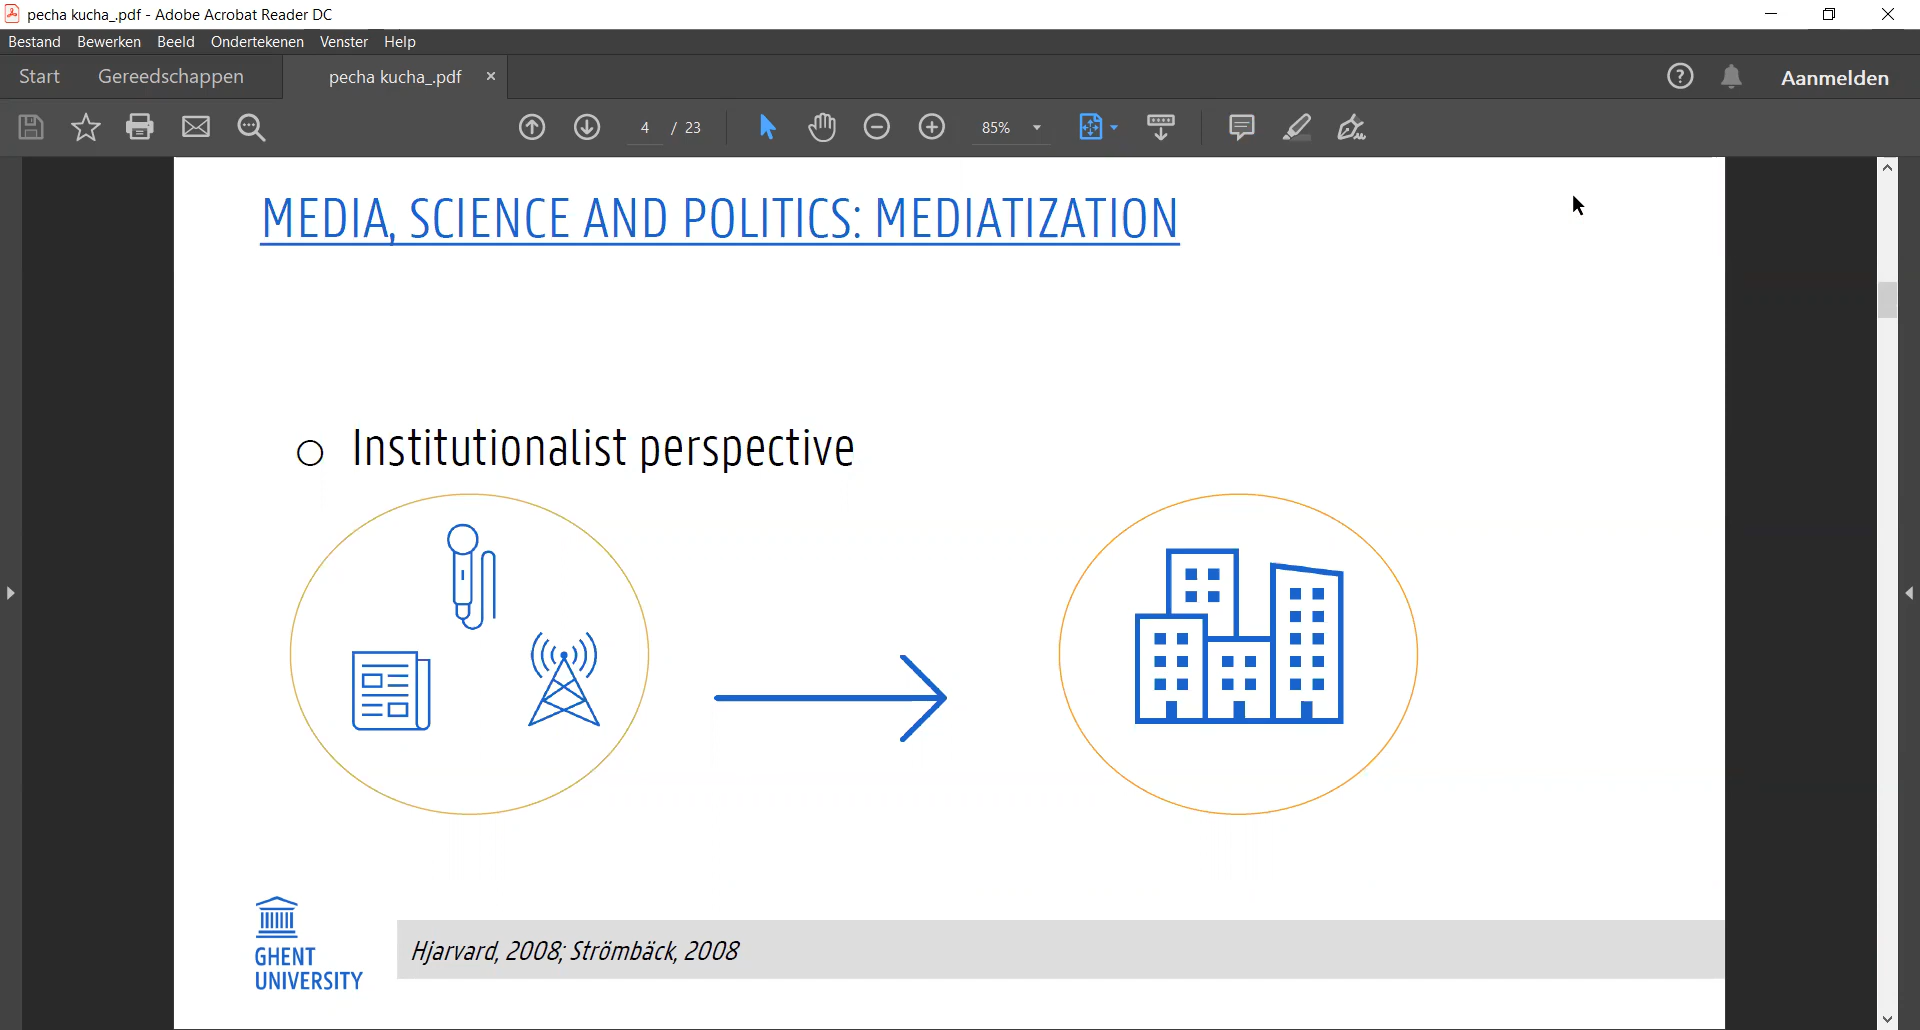 pecha kucha_.pdf - Adobe Acrobat Reader DC
Bestand Bewerken Beeld Ondertekenen Venster Help
Start Gereedschappen pecha kucha_.pdf × Aanmelden
4 / 23 85%
MEDIA, SCIENCE AND POLITICS: MEDIATIZATION
○ Institutionalist perspective
GHENT
UNIVERSITY
Hjarvard, 2008; Strömbäck, 2008